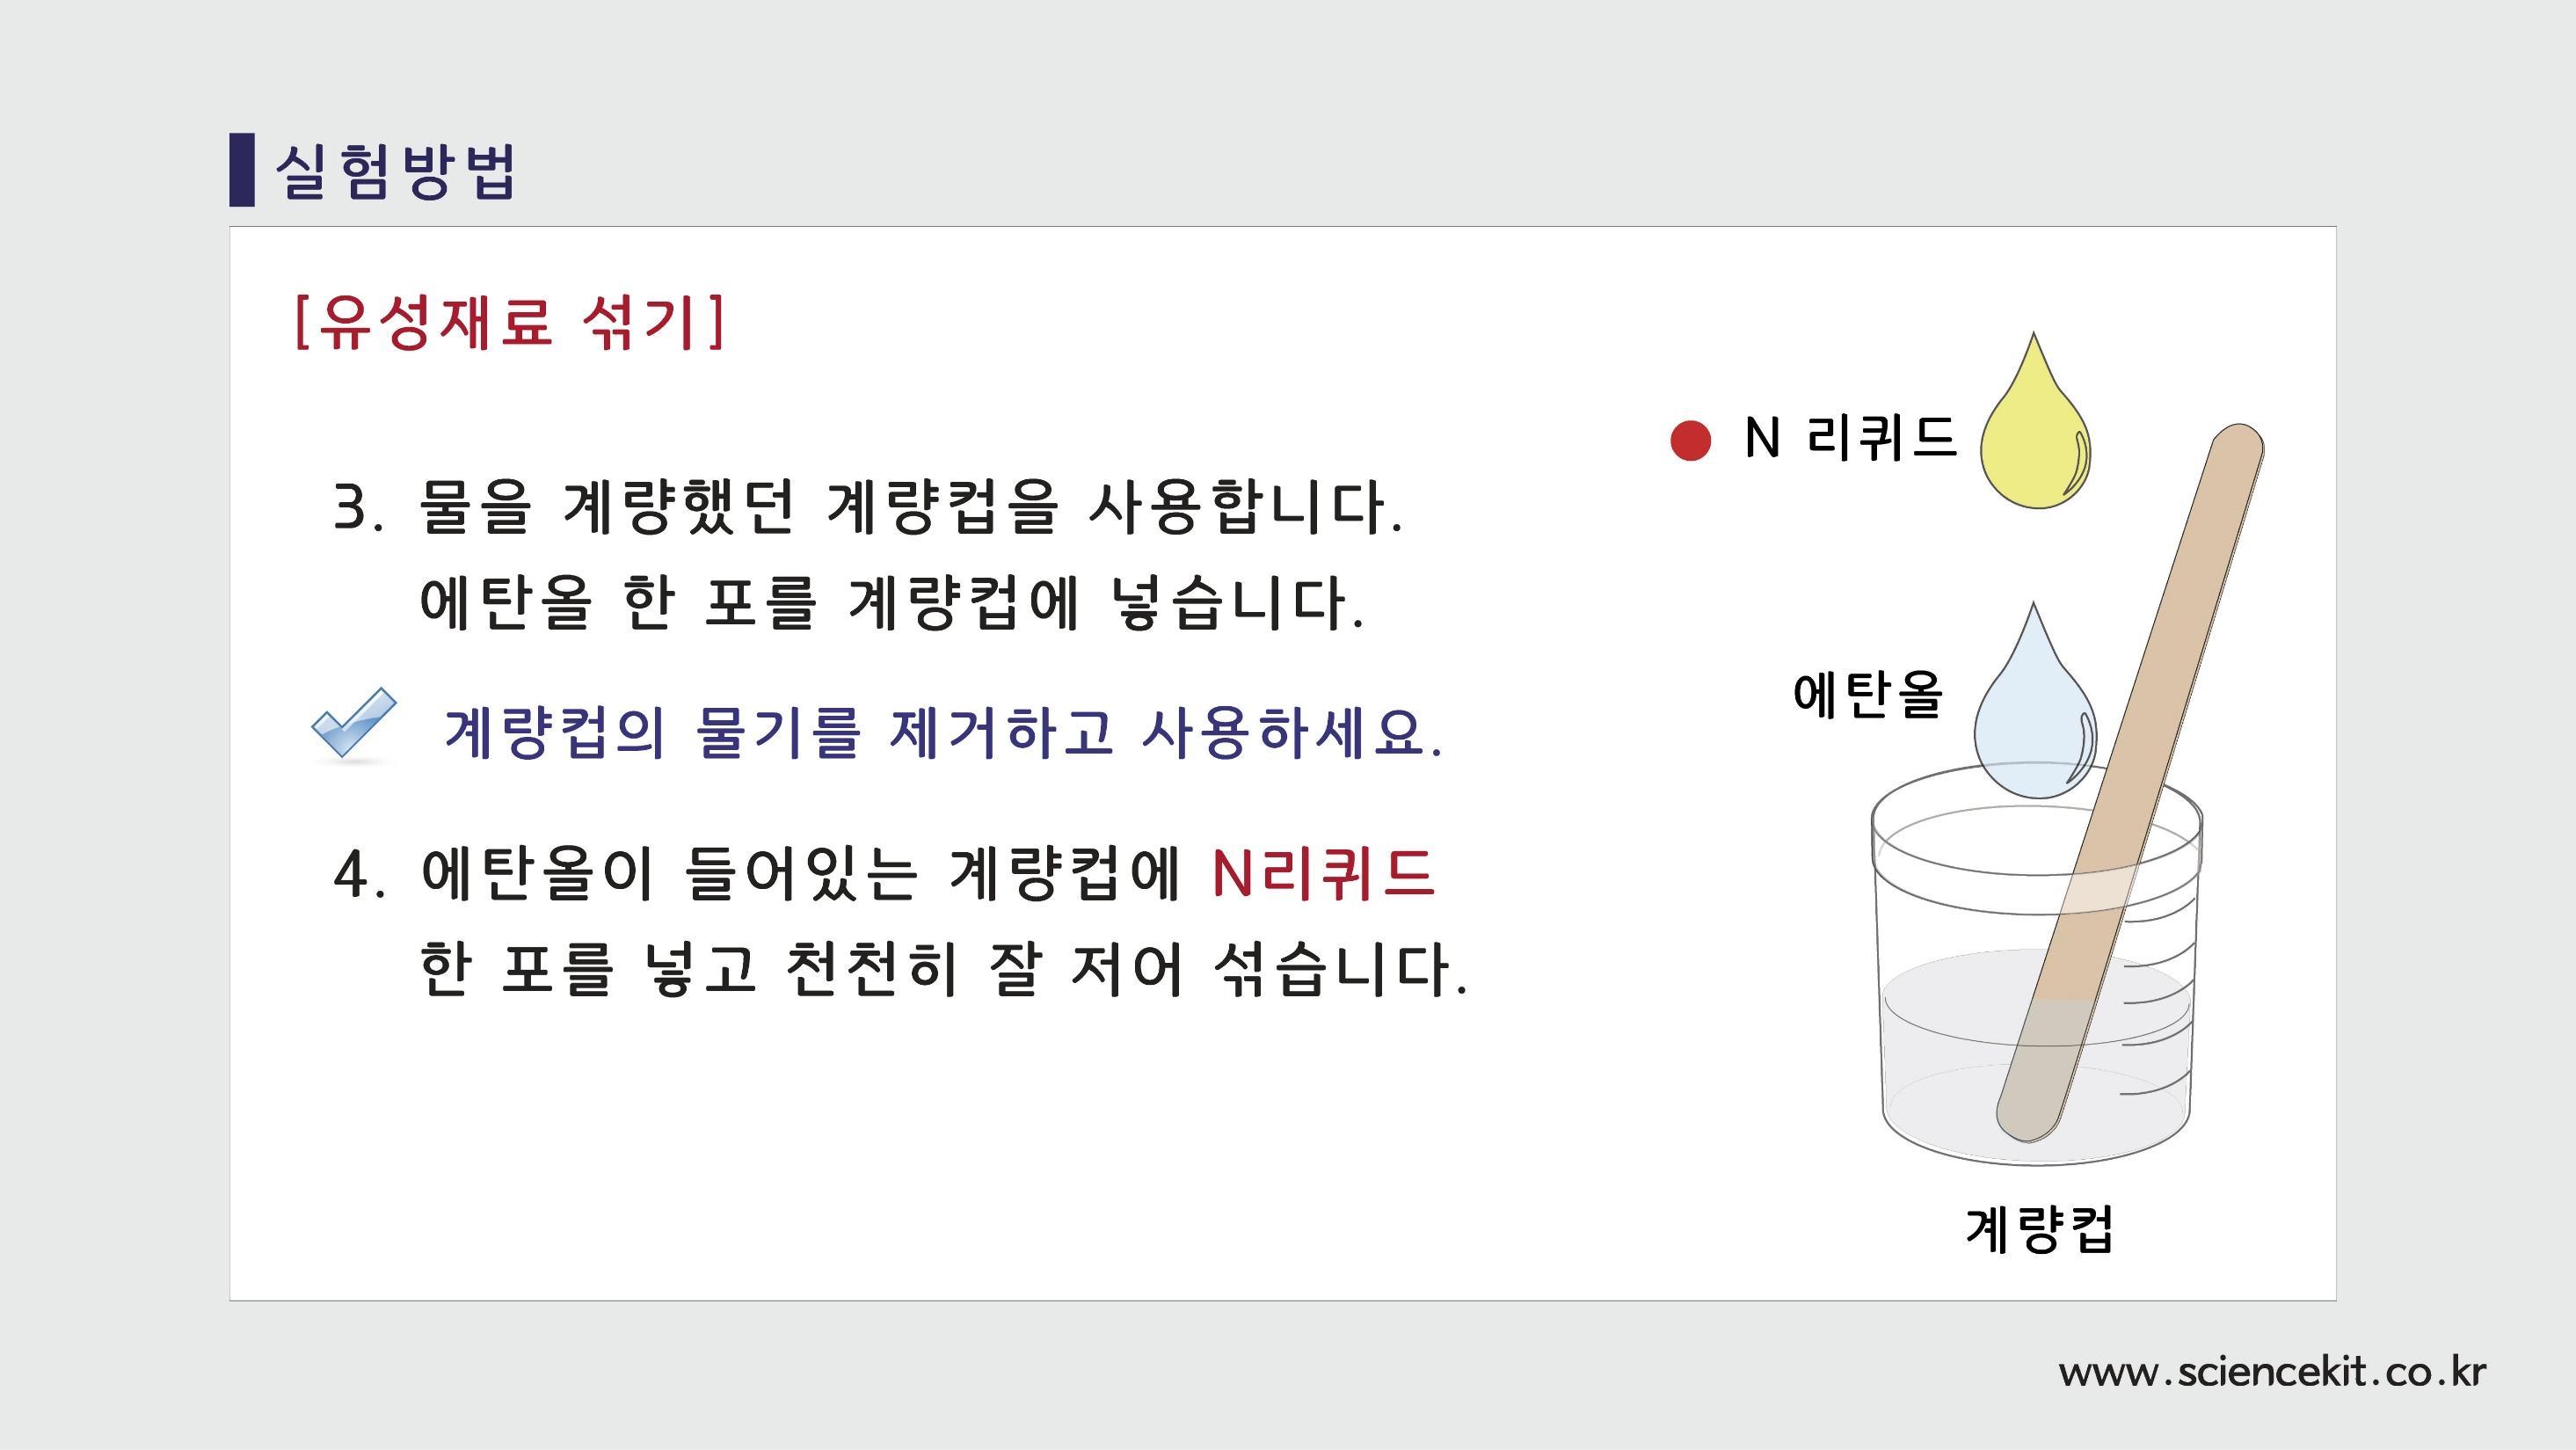 실험방법
[유성재료 섞기]
3. 물을 계량했던 계량컵을 사용합니다.
에탄올 한 포를 계량컵에 넣습니다.
계량컵의 물기를 제거하고 사용하세요.
4. 에탄올이 들어있는 계량컵에 N리퀴드
한 포를 넣고 천천히 잘 저어 섞습니다.
N 리퀴드
에탄올
계량컵
www.sciencekit.co.kr